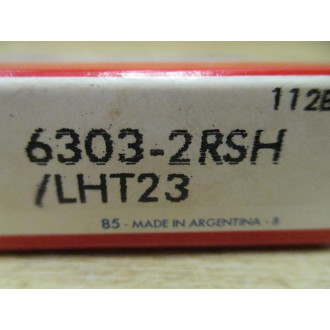 112B
6303-2RSH
/LHT23
85 - MADE IN ARGENTINA - 8